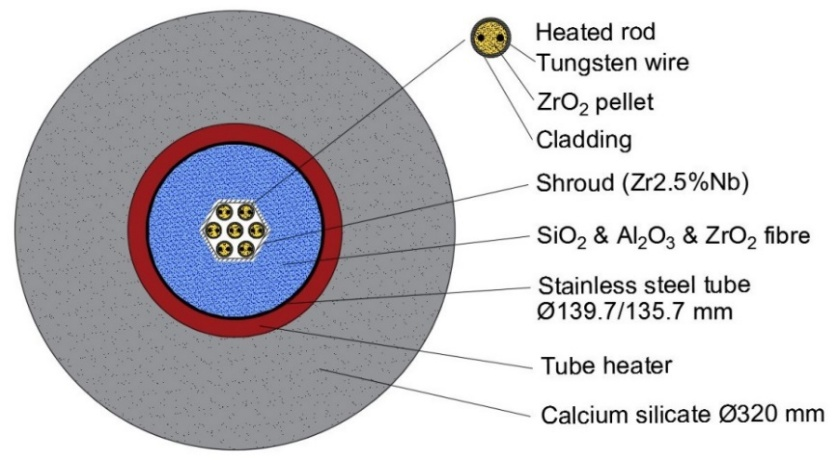 Heated rod
Tungsten wire
ZrO₂ pellet
Cladding
Shroud (Zr2.5%Nb)
SiO₂ & Al₂O₃ & ZrO₂ fibre
Stainless steel tube
Ø139.7/135.7 mm
Tube heater
Calcium silicate Ø320 mm